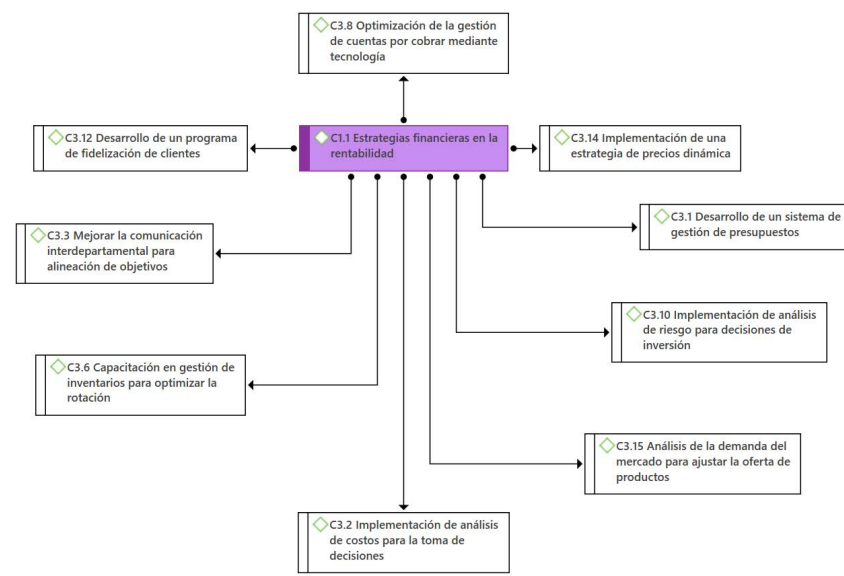 C3.8 Optimización de la gestión
de cuentas por cobrar mediante
tecnología
C3.12 Desarrollo de un programa
de fidelización de clientes
C1.1 Estrategias financieras en la
rentabilidad
C3.14 Implementación de una
estrategia de precios dinámica
C3.3 Mejorar la comunicación
interdepartamental para
alineación de objetivos
C3.1 Desarrollo de un sistema de
gestión de presupuestos
C3.10 Implementación de análisis
de riesgo para decisiones de
inversión
C3.6 Capacitación en gestión de
inventarios para optimizar la
rotación
C3.15 Análisis de la demanda del
mercado para ajustar la oferta de
productos
C3.2 Implementación de análisis
de costos para la toma de
decisiones